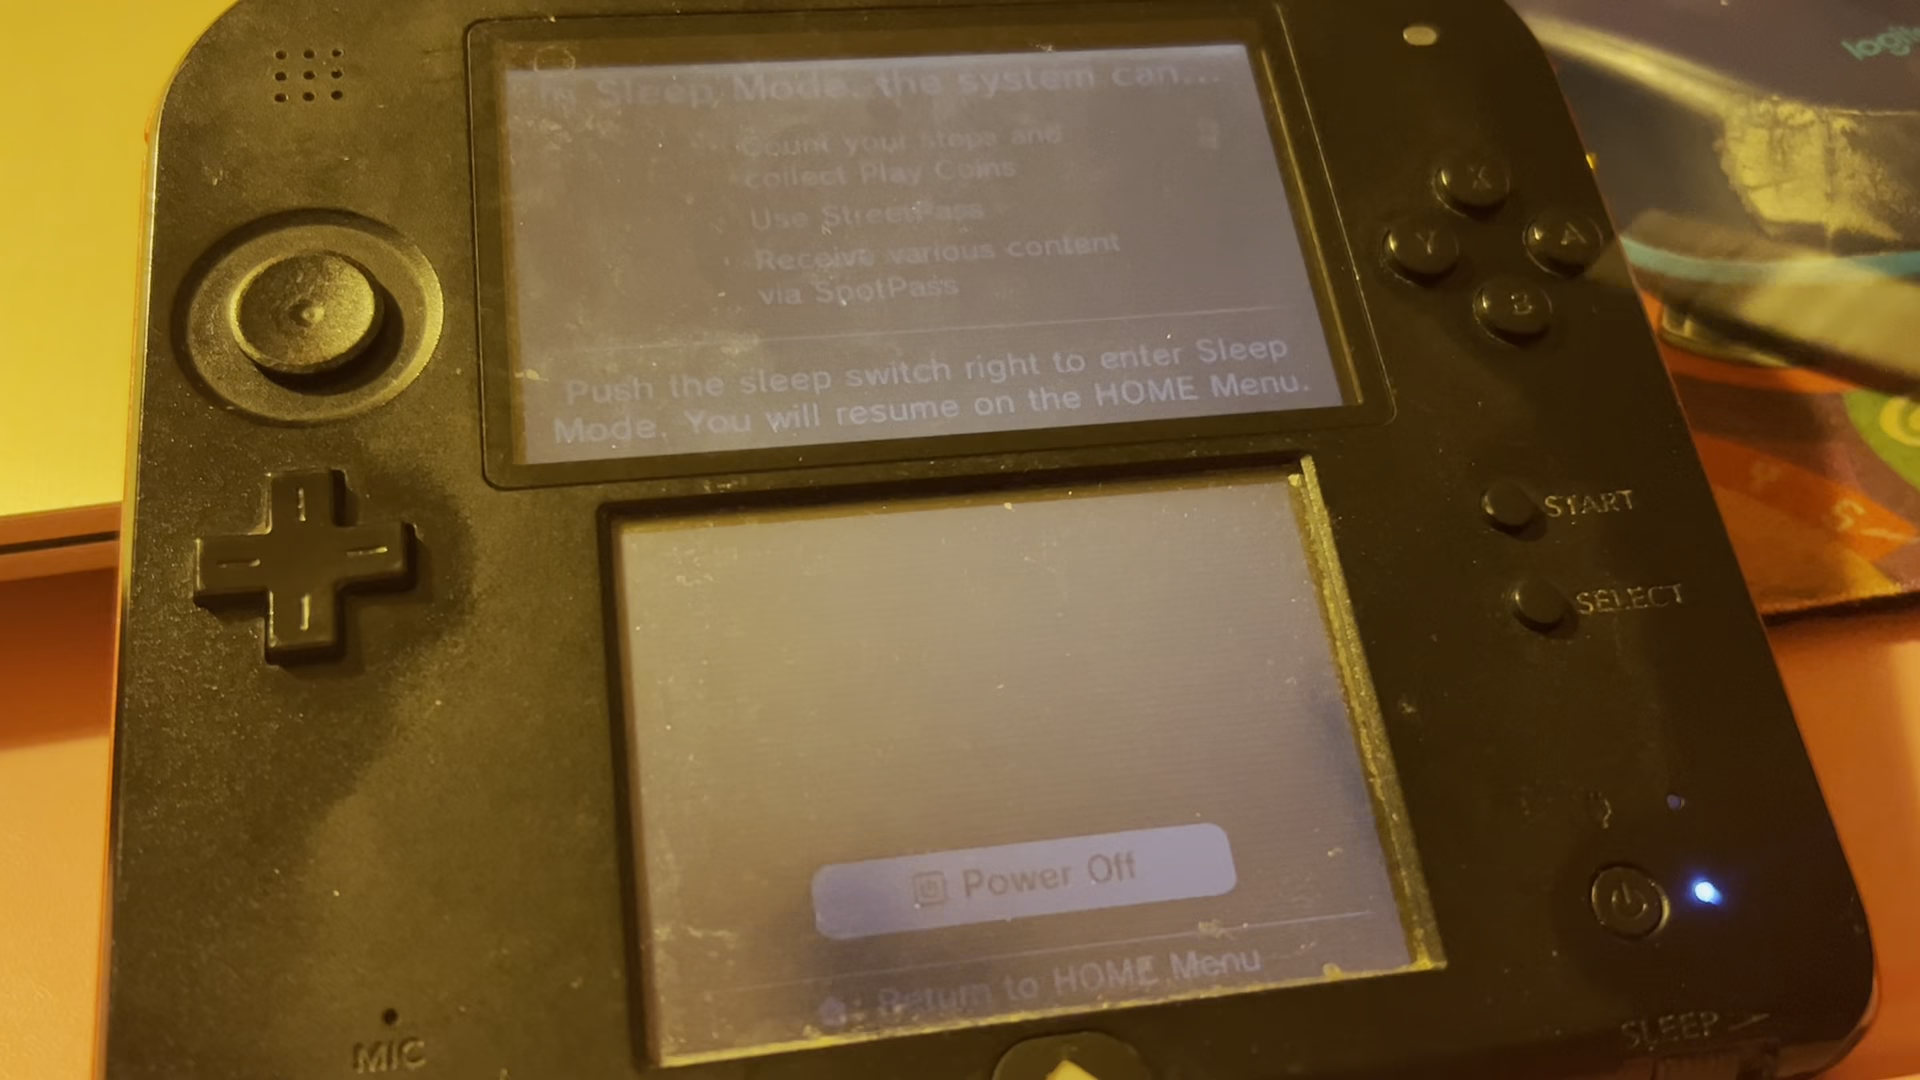 In Sleep Mode, the system can...
Count your steps and
collect Play Coins
Use StreetPass
Receive various content
via SpotPass
Push the sleep switch right to enter Sleep
Mode. You will resume on the HOME Menu.
X
Y
A
B
START
SELECT
Power Off
: Return to HOME Menu
SLEEP
MIC